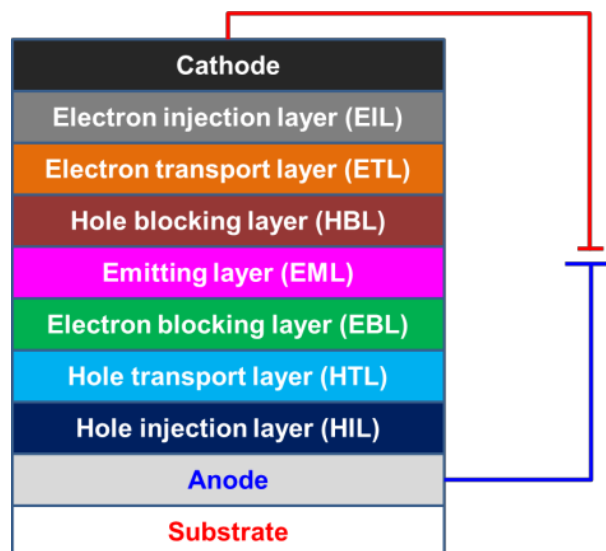 Cathode
Electron injection layer (EIL)
Electron transport layer (ETL)
Hole blocking layer (HBL)
Emitting layer (EML)
Electron blocking layer (EBL)
Hole transport layer (HTL)
Hole injection layer (HIL)
Anode
Substrate